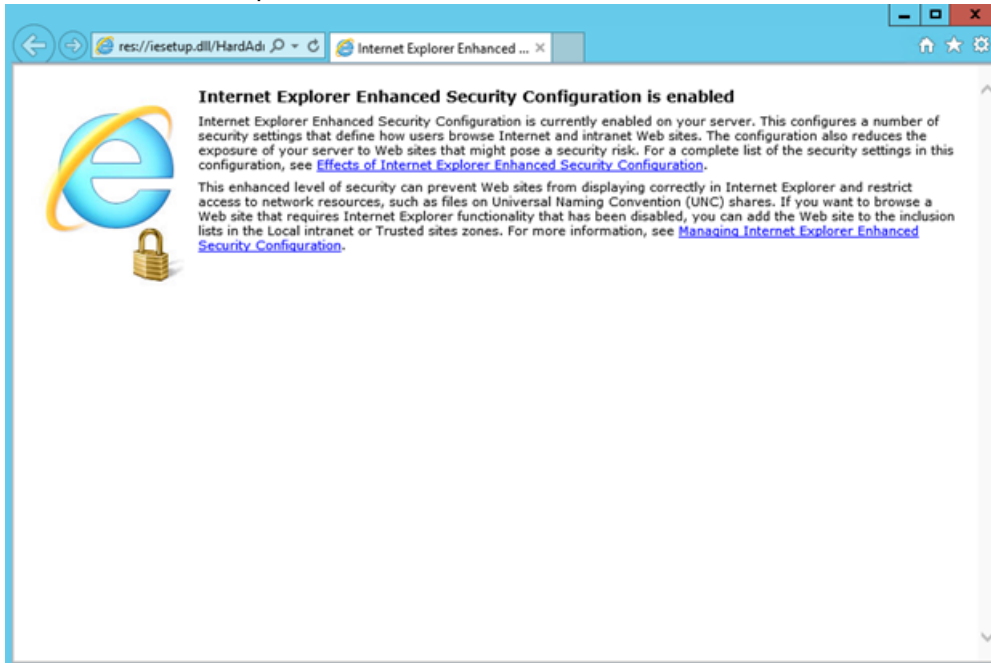 res://iesetup.dll/HardAdı
Internet Explorer Enhanced ...
Internet Explorer Enhanced Security Configuration is enabled
Internet Explorer Enhanced Security Configuration is currently enabled on your server. This configures a number of
security settings that define how users browse Internet and intranet Web sites. The configuration also reduces the
exposure of your server to Web sites that might pose a security risk. For a complete list of the security settings in this
configuration, see Effects of Internet Explorer Enhanced Security Configuration.
This enhanced level of security can prevent Web sites from displaying correctly in Internet Explorer and restrict
access to network resources, such as files on Universal Naming Convention (UNC) shares. If you want to browse a
Web site that requires Internet Explorer functionality that has been disabled, you can add the Web site to the inclusion
lists in the Local intranet or Trusted sites zones. For more information, see Managing Internet Explorer Enhanced
Security Configuration.